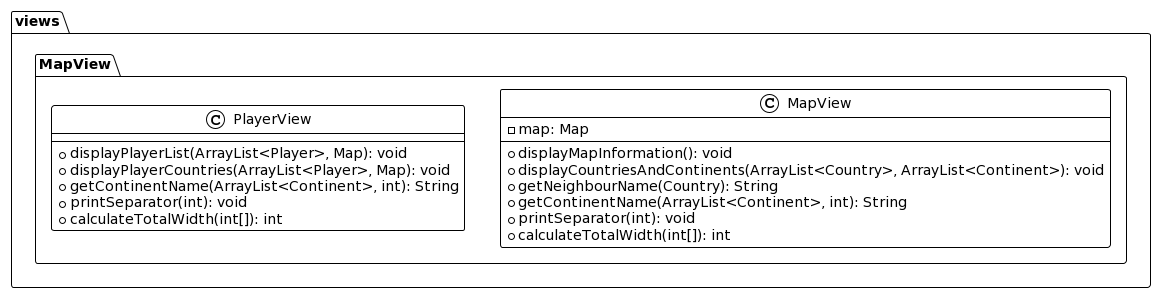 views
MapView
C PlayerView
displayPlayerList(ArrayList<Player>, Map): void
displayPlayerCountries(ArrayList<Player>, Map): void
getContinentName(ArrayList<Continent>, int): String
printSeparator(int): void
calculateTotalWidth(int[]): int
C MapView
map: Map
displayMapInformation(): void
displayCountriesAndContinents(ArrayList<Country>, ArrayList<Continent>): void
getNeighbourName(Country): String
getContinentName(ArrayList<Continent>, int): String
printSeparator(int): void
calculateTotalWidth(int[]): int